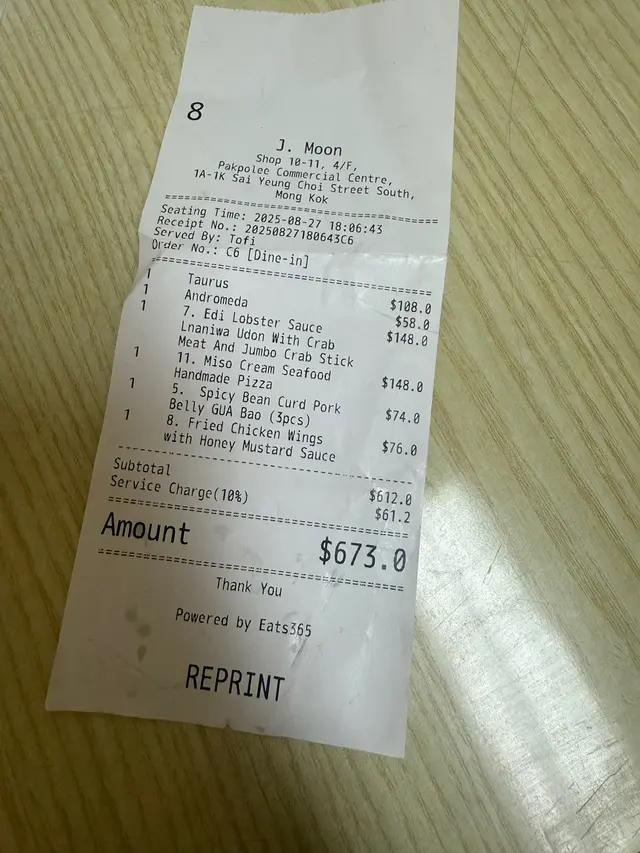 8
J. Moon
Shop 10-11, 4/F,
Pakpolee Commercial Centre,
1A-1K Sai Yeung Choi Street South,
Mong Kok
Seating Time: 2025-08-27 18:06:43
Receipt No.: 20250827180643C6
Served By: Tofi
Order No.: C6 [Dine-in]
1 Taurus $108.0
1 Andromeda $58.0
1 7. Edi Lobster Sauce $148.0
Lnaniwa Udon With Crab
Meat And Jumbo Crab Stick
1 11. Miso Cream Seafood $148.0
Handmade Pizza
1 5. Spicy Bean Curd Pork $74.0
Belly GUA Bao (3pcs)
1 8. Fried Chicken Wings $76.0
with Honey Mustard Sauce
Subtotal $612.0
Service Charge(10%) $61.2
Amount $673.0
Thank You
Powered by Eats365
REPRINT